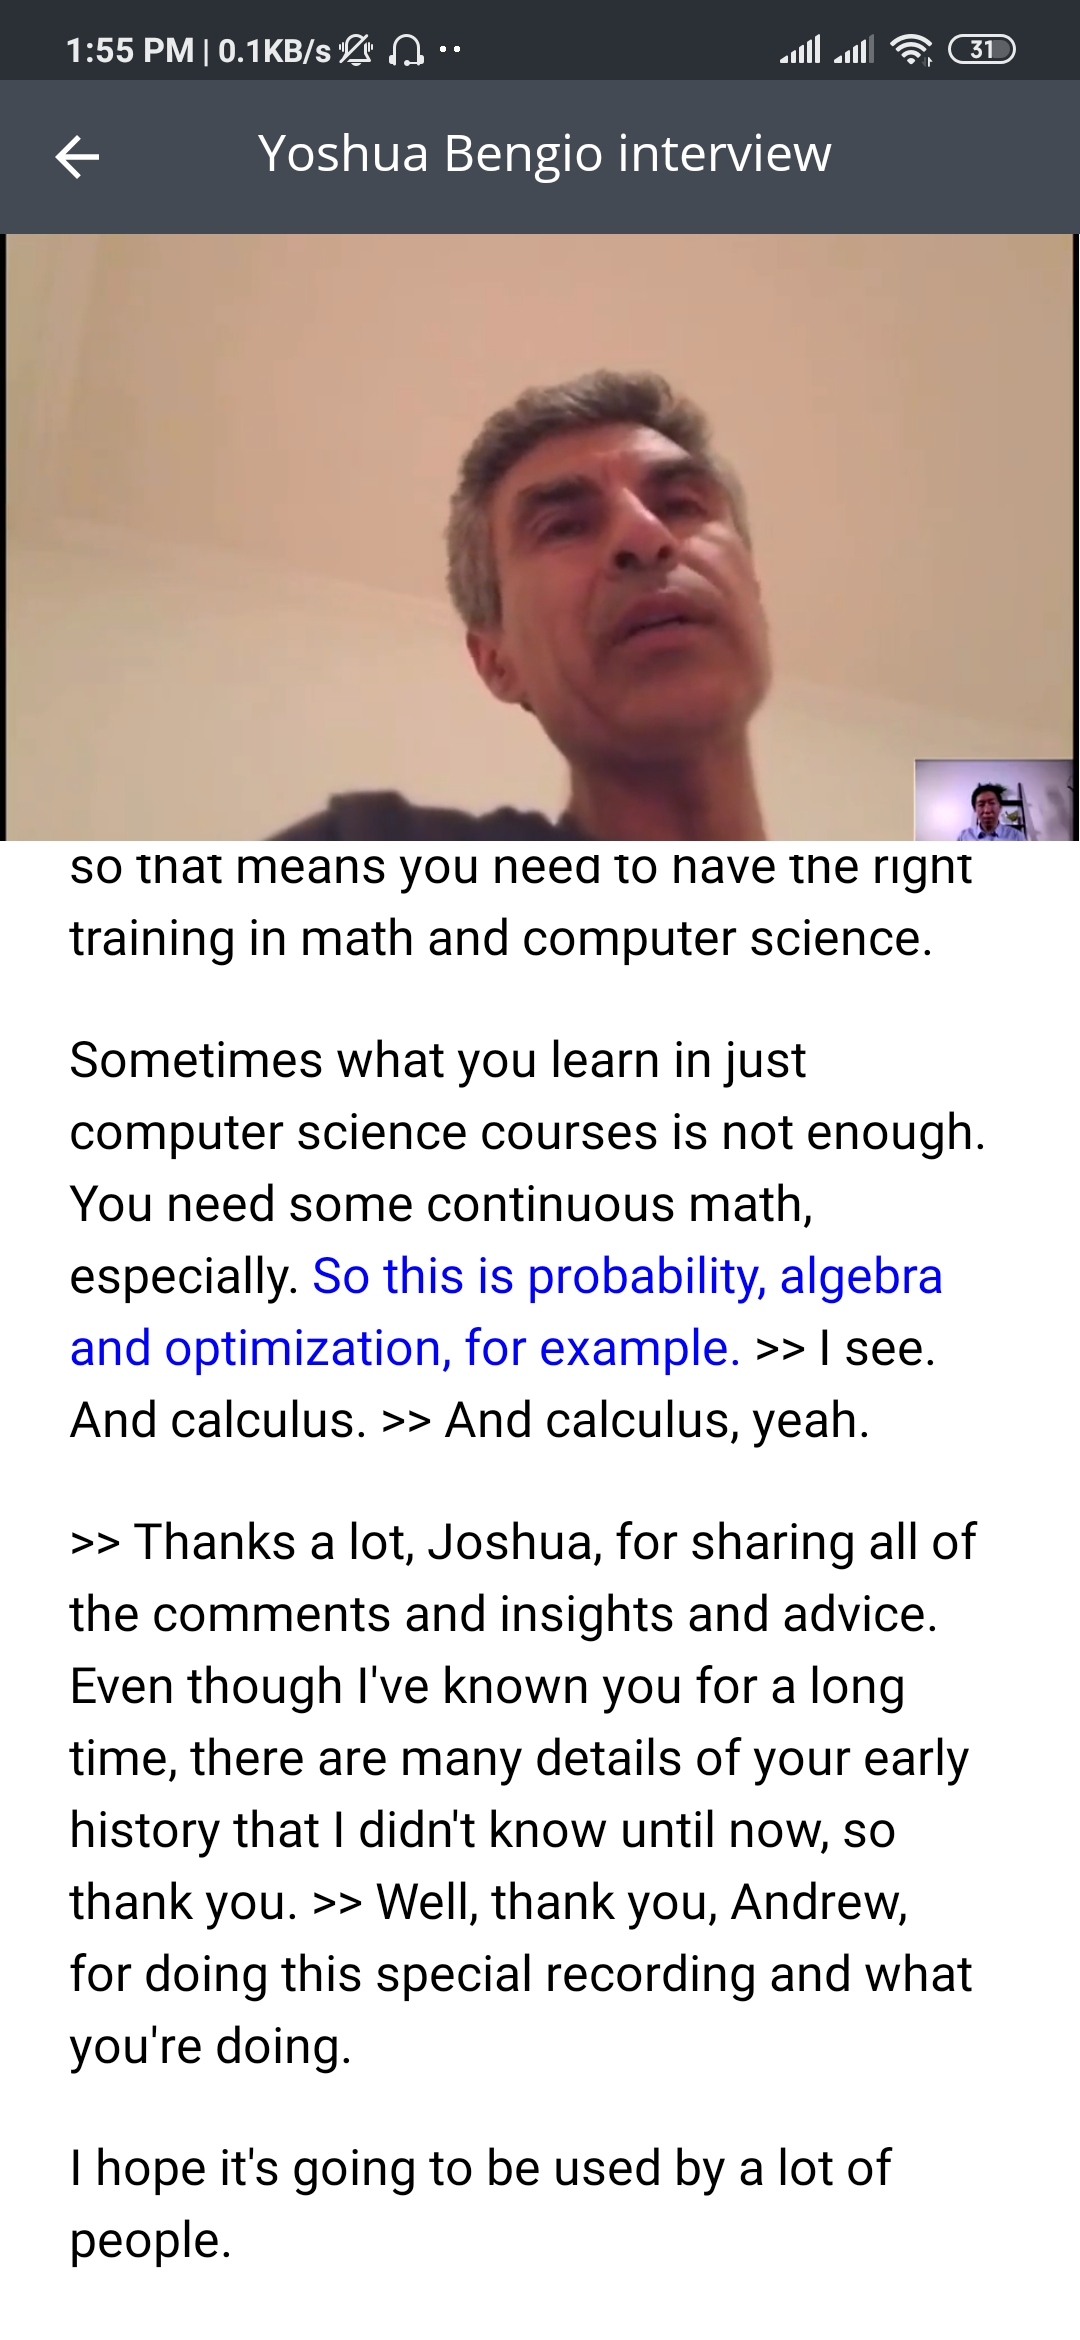 1:55 PM | 0.1KB/s
31
Yoshua Bengio interview
so that means you need to have the right
training in math and computer science.
Sometimes what you learn in just
computer science courses is not enough.
You need some continuous math,
especially. So this is probability, algebra
and optimization, for example. >> I see.
And calculus. >> And calculus, yeah.
>> Thanks a lot, Joshua, for sharing all of
the comments and insights and advice.
Even though I've known you for a long
time, there are many details of your early
history that I didn't know until now, so
thank you. >> Well, thank you, Andrew,
for doing this special recording and what
you're doing.
I hope it's going to be used by a lot of
people.